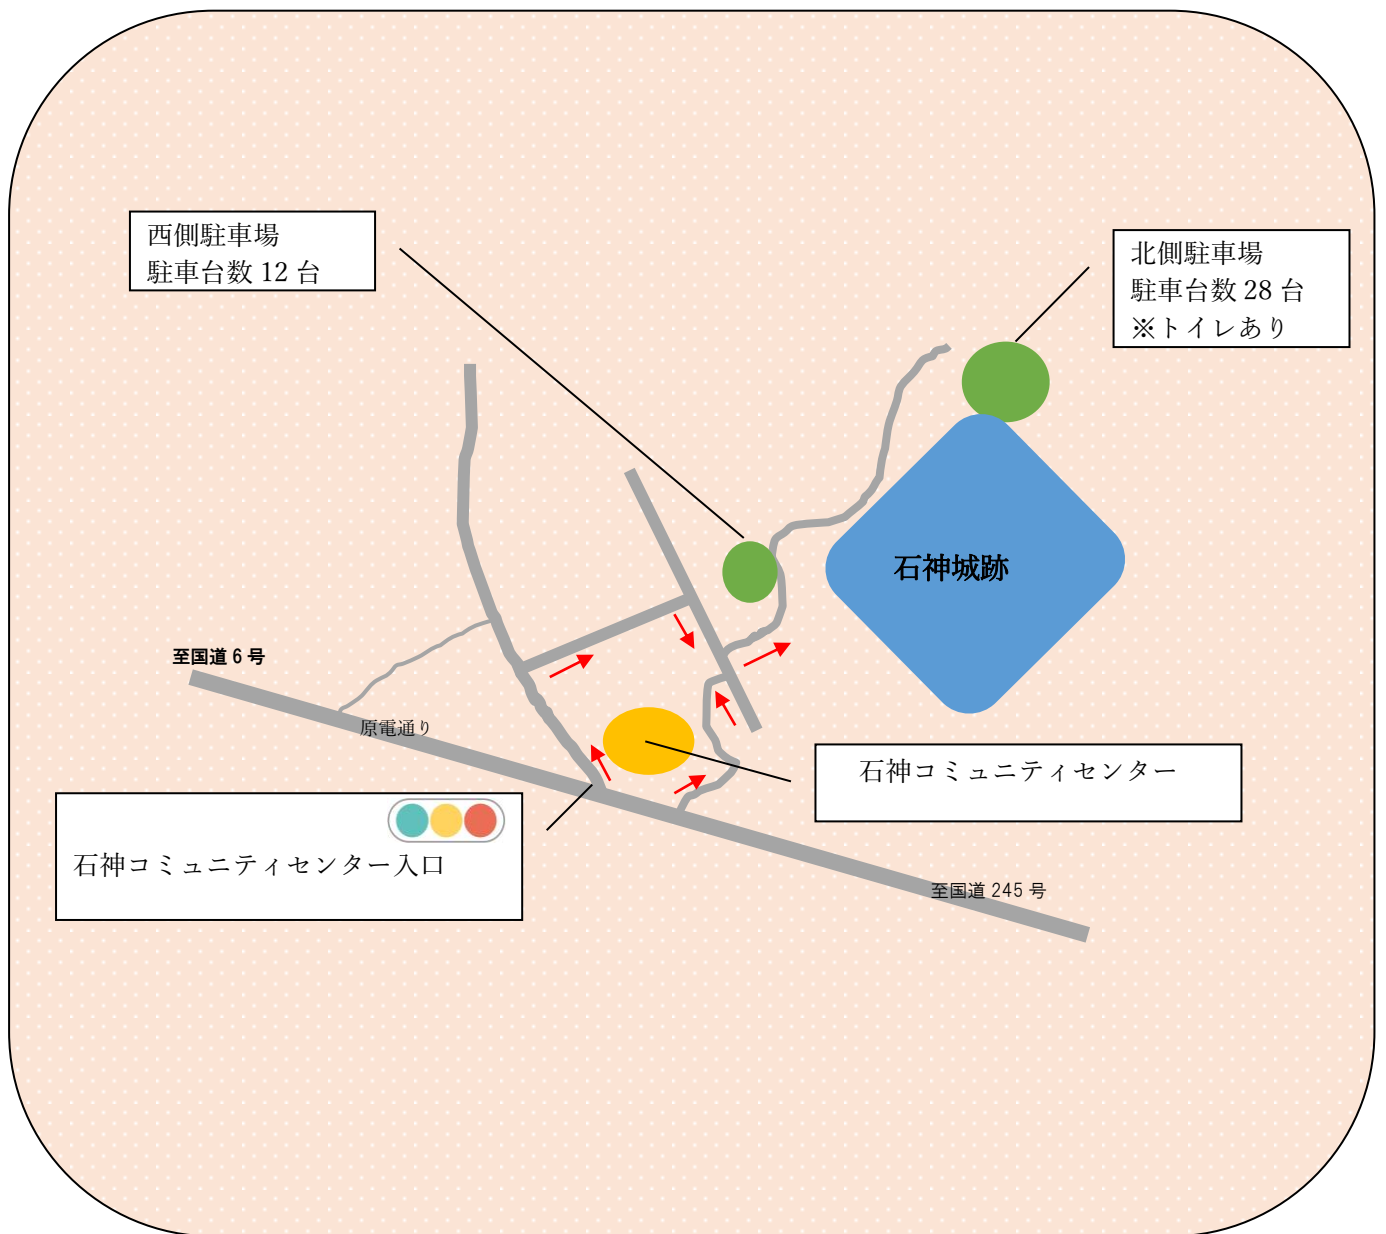 西側駐車場
駐車台数 12 台
北側駐車場
駐車台数 28 台
※トイレあり
石神城跡
至国道 6 号
原電通り
石神コミュニティセンター
石神コミュニティセンター入口
至国道 245 号